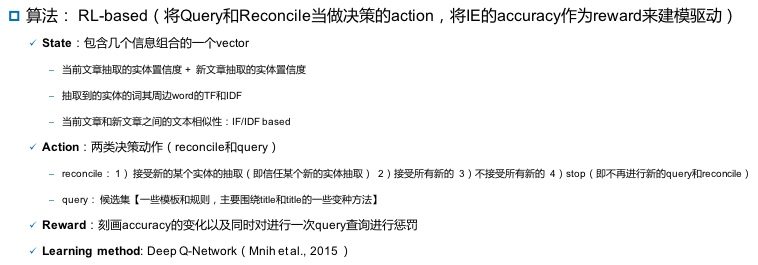 算法： RL-based（将Query和Reconcile当做决策的action，将IE的accuracy作为reward来建模驱动）
State：包含几个信息组合的一个vector
– 当前文章抽取的实体置信度 + 新文章抽取的实体置信度
– 抽取到的实体的词其周边word的TF和IDF
– 当前文章和新文章之间的文本相似性：IF/IDF based
Action：两类决策动作（reconcile和query）
– reconcile： 1） 接受新的某个实体的抽取（即信任某个新的实体抽取） 2）接受所有新的 3）不接受所有新的 4）stop（即不再进行新的query和reconcile）
– query： 候选集【一些模板和规则，主要围绕title和title的一些变种方法】
Reward：刻画accuracy的变化以及同时对进行一次query查询进行惩罚
Learning method: Deep Q-Network（Mnih et al., 2015 ）